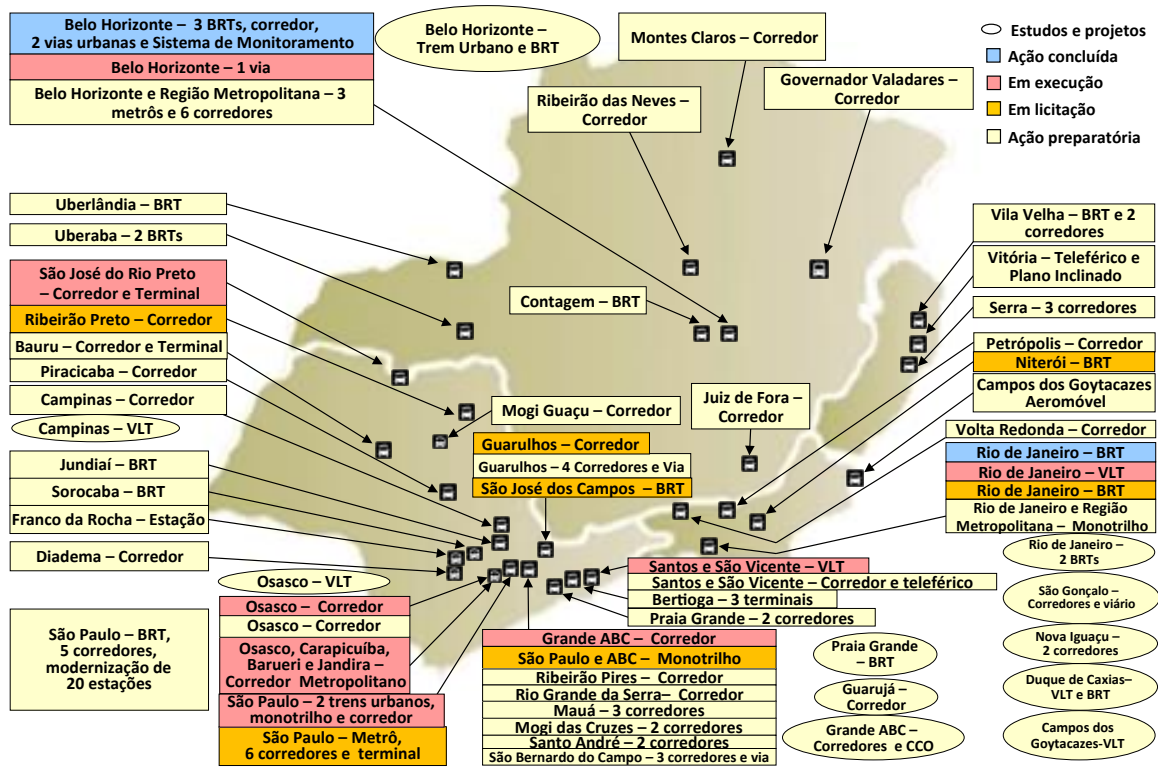 Belo Horizonte – 3 BRTs, corredor,
2 vias urbanas e Sistema de Monitoramento
Belo Horizonte – 1 via
Belo Horizonte e Região Metropolitana – 3
metrôs e 6 corredores
Belo Horizonte –
Trem Urbano e BRT
Montes Claros – Corredor
Ribeirão das Neves –
Corredor
Governador Valadares –
Corredor
Estudos e projetos
Ação concluída
Em execução
Em licitação
Ação preparatória
Uberlândia – BRT
Uberaba – 2 BRTs
São José do Rio Preto
– Corredor e Terminal
Ribeirão Preto – Corredor
Bauru – Corredor e Terminal
Piracicaba – Corredor
Campinas – Corredor
Campinas – VLT
Jundiaí – BRT
Sorocaba – BRT
Franco da Rocha – Estação
Diadema – Corredor
Contagem – BRT
Mogi Guaçu – Corredor
Juiz de Fora –
Corredor
Guarulhos – Corredor
Guarulhos – 4 Corredores e Via
São José dos Campos – BRT
Vila Velha – BRT e 2
corredores
Vitória – Teleférico e
Plano Inclinado
Serra – 3 corredores
Petrópolis – Corredor
Niterói – BRT
Campos dos Goytacazes
Aeromóvel
Volta Redonda – Corredor
Rio de Janeiro – BRT
Rio de Janeiro – VLT
Rio de Janeiro – BRT
Rio de Janeiro e Região
Metropolitana – Monotrilho
Rio de Janeiro –
2 BRTs
São Gonçalo –
Corredores e viário
Nova Iguaçu –
2 corredores
Duque de Caxias–
VLT e BRT
Campos dos
Goytacazes-VLT
Osasco – VLT
São Paulo – BRT,
5 corredores,
modernização de
20 estações
Osasco – Corredor
Osasco – Corredor
Osasco, Carapicuíba,
Barueri e Jandira –
Corredor Metropolitano
São Paulo – 2 trens urbanos,
monotrilho e corredor
São Paulo – Metrô,
6 corredores e terminal
Santos e São Vicente – VLT
Santos e São Vicente – Corredor e teleférico
Bertioga – 3 terminais
Praia Grande – 2 corredores
Grande ABC – Corredor
São Paulo e ABC – Monotrilho
Ribeirão Pires – Corredor
Rio Grande da Serra– Corredor
Mauá – 3 corredores
Mogi das Cruzes – 2 corredores
Santo André – 2 corredores
São Bernardo do Campo – 3 corredores e via
Praia Grande
– BRT
Guarujá –
Corredor
Grande ABC –
Corredores e CCO